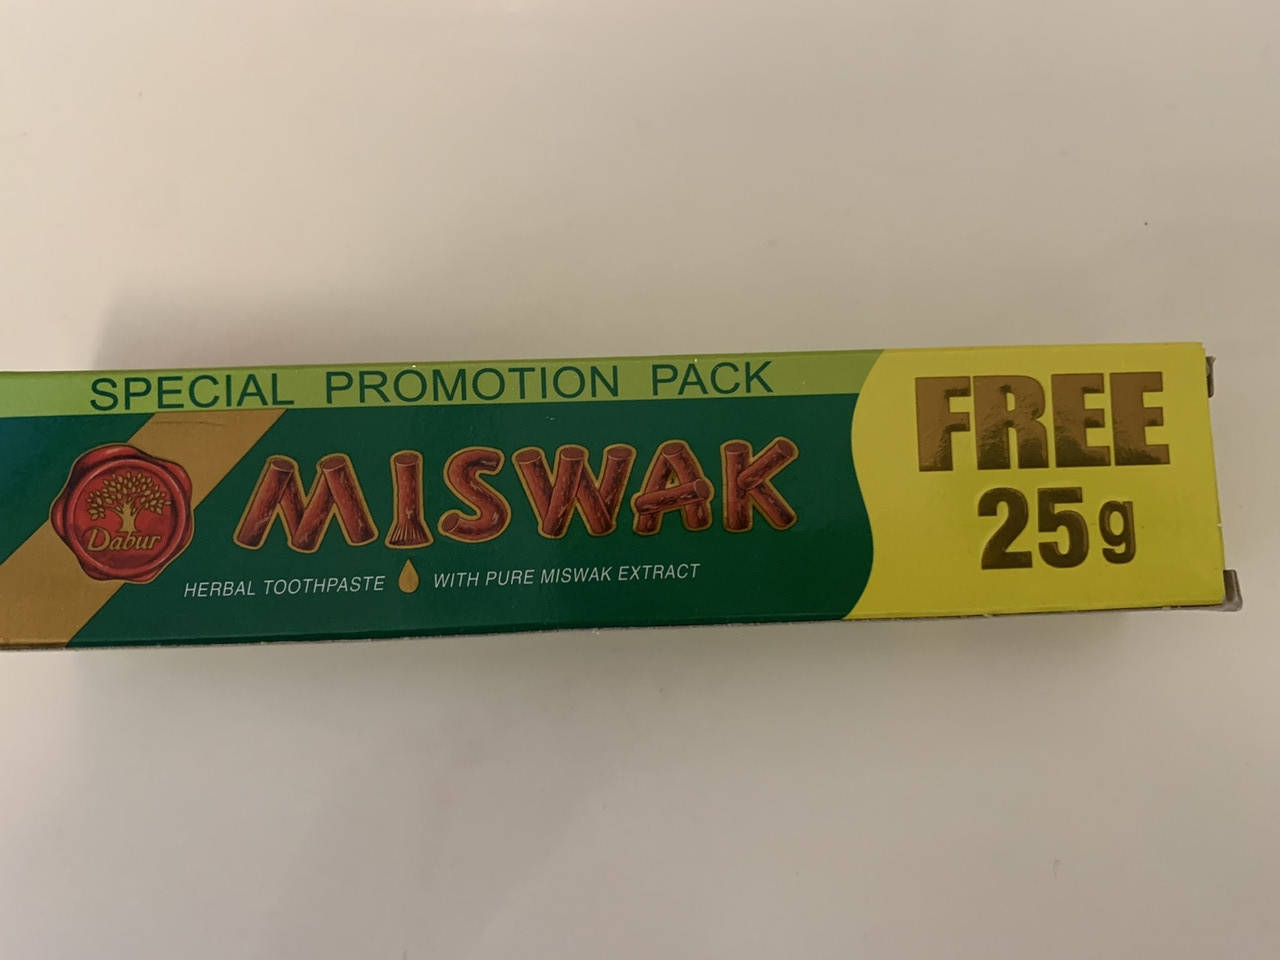 SPECIAL PROMOTION PACK
Dabur
MISWAK
HERBAL TOOTHPASTE WITH PURE MISWAK EXTRACT
FREE
25g